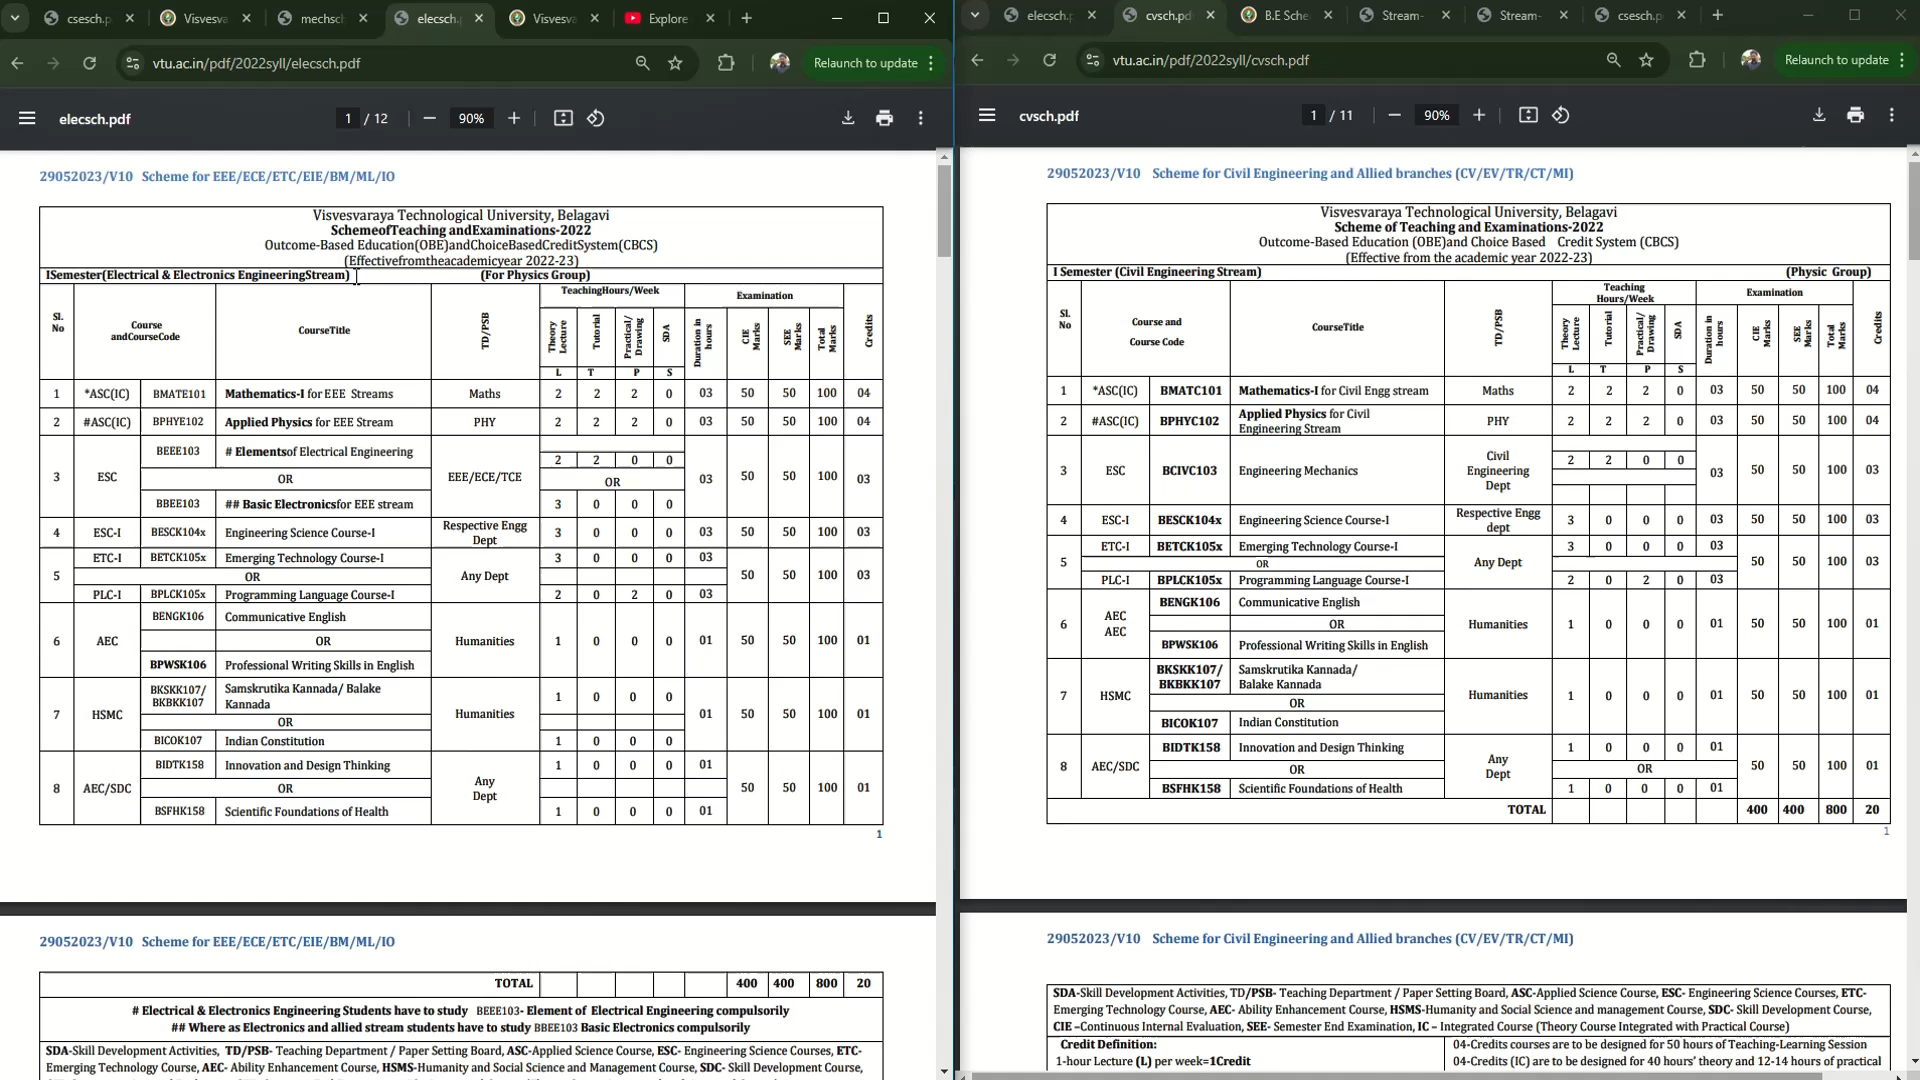 csesch.p
Visvesva
mechsch
elecsch.
Visvesva
Explore
vtu.ac.in/pdf/2022syll/elecsch.pdf
Relaunch to update
elecsch.pdf
1 / 12
90%
29052023/V10 Scheme for EEE/ECE/ETC/EIE/BM/ML/IO
Visvesvaraya Technological University, Belagavi
SchemeofTeaching andExaminations-2022
Outcome-Based Education(OBE)andChoiceBasedCreditSystem(CBCS)
(Effectivefromtheacademicyear 2022-23)
ISemester(Electrical & Electronics EngineeringStream) (For Physics Group)
Sl. No
Course andCourseCode
CourseTitle
TD/PSB
TeachingHours/Week
Examination
Credits
Theory Lecture
Tutorial
Practical/ Drawing
SDA
Duration in hours
CIE Marks
SEE Marks
Total Marks
L T P S
1 *ASC(IC) BMATE101 Mathematics-I for EEE Streams Maths 2 2 2 0 03 50 50 100 04
2 #ASC(IC) BPHYE102 Applied Physics for EEE Stream PHY 2 2 2 0 03 50 50 100 04
BEEE103 # Elementsof Electrical Engineering 2 2 0 0
3 ESC OR EEE/ECE/TCE OR 03 50 50 100 03
BBEE103 ## Basic Electronicsfor EEE stream 3 0 0 0
4 ESC-I BESCK104x Engineering Science Course-I Respective Engg Dept 3 0 0 0 03 50 50 100 03
ETC-I BETCK105x Emerging Technology Course-I 3 0 0 0 03
5 OR Any Dept 50 50 100 03
PLC-I BPLCK105x Programming Language Course-I 2 0 2 0 03
BENGK106 Communicative English
6 AEC OR Humanities 1 0 0 0 01 50 50 100 01
BPWSK106 Professional Writing Skills in English
BKSKK107/ BKBKK107 Samskrutika Kannada/ Balake Kannada 1 0 0 0
7 HSMC OR Humanities 01 50 50 100 01
BICOK107 Indian Constitution 1 0 0 0
BIDTK158 Innovation and Design Thinking 1 0 0 0 01
8 AEC/SDC OR Any Dept 50 50 100 01
BSFHK158 Scientific Foundations of Health 1 0 0 0 01
1
29052023/V10 Scheme for EEE/ECE/ETC/EIE/BM/ML/IO
TOTAL 400 400 800 20
# Electrical & Electronics Engineering Students have to study BEEE103- Element of Electrical Engineering compulsorily
## Where as Electronics and allied stream students have to study BBEE103 Basic Electronics compulsorily
SDA-Skill Development Activities, TD/PSB- Teaching Department / Paper Setting Board, ASC-Applied Science Course, ESC- Engineering Science Courses, ETC-
Emerging Technology Course, AEC- Ability Enhancement Course, HSMS-Humanity and Social Science and Management Course, SDC- Skill Development Course,
elecsch.p
cvsch.pd
B.E Sche
Stream-
Stream-
csesch.p
vtu.ac.in/pdf/2022syll/cvsch.pdf
Relaunch to update
cvsch.pdf
1 / 11
90%
29052023/V10 Scheme for Civil Engineering and Allied branches (CV/EV/TR/CT/MI)
Visvesvaraya Technological University, Belagavi
Scheme of Teaching and Examinations-2022
Outcome-Based Education (OBE)and Choice Based Credit System (CBCS)
(Effective from the academic year 2022-23)
I Semester (Civil Engineering Stream) (Physic Group)
Sl. No
Course and Course Code
CourseTitle
TD/PSB
Teaching Hours/Week
Examination
Credits
Theory Lecture
Tutorial
Practical/ Drawing
SDA
Duration in hours
CIE Marks
SEE Marks
Total Marks
L T P S
1 *ASC(IC) BMATC101 Mathematics-I for Civil Engg stream Maths 2 2 2 0 03 50 50 100 04
2 #ASC(IC) BPHYC102 Applied Physics for Civil Engineering Stream PHY 2 2 2 0 03 50 50 100 04
3 ESC BCIVC103 Engineering Mechanics Civil Engineering Dept 2 2 0 0 03 50 50 100 03
4 ESC-I BESCK104x Engineering Science Course-I Respective Engg dept 3 0 0 0 03 50 50 100 03
ETC-I BETCK105x Emerging Technology Course-I 3 0 0 0 03
5 OR Any Dept 50 50 100 03
PLC-I BPLCK105x Programming Language Course-I 2 0 2 0 03
BENGK106 Communicative English
6 AEC AEC OR Humanities 1 0 0 0 01 50 50 100 01
BPWSK106 Professional Writing Skills in English
BKSKK107/ BKBKK107 Samskrutika Kannada/ Balake Kannada
7 HSMC OR Humanities 1 0 0 0 01 50 50 100 01
BICOK107 Indian Constitution
BIDTK158 Innovation and Design Thinking 1 0 0 0 01
8 AEC/SDC OR Any Dept OR 50 50 100 01
BSFHK158 Scientific Foundations of Health 1 0 0 0 01
TOTAL 400 400 800 20
1
29052023/V10 Scheme for Civil Engineering and Allied branches (CV/EV/TR/CT/MI)
SDA-Skill Development Activities, TD/PSB- Teaching Department / Paper Setting Board, ASC-Applied Science Course, ESC- Engineering Science Courses, ETC-
Emerging Technology Course, AEC- Ability Enhancement Course, HSMS-Humanity and Social Science and management Course, SDC- Skill Development Course,
CIE –Continuous Internal Evaluation, SEE- Semester End Examination, IC – Integrated Course (Theory Course Integrated with Practical Course)
Credit Definition:
1-hour Lecture (L) per week=1Credit
04-Credits courses are to be designed for 50 hours of Teaching-Learning Session
04-Credits (IC) are to be designed for 40 hours' theory and 12-14 hours of practical